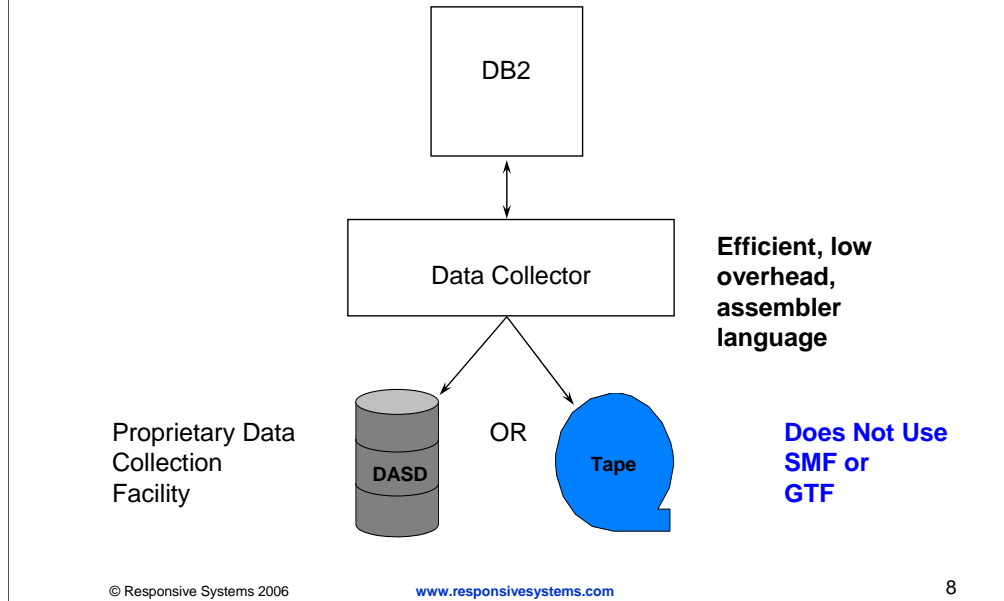 DB2
Data Collector
Efficient, low
overhead,
assembler
language
Proprietary Data
Collection
Facility
DASD
OR
Tape
Does Not Use
SMF or
GTF
© Responsive Systems 2006
www.responsivesystems.com
8